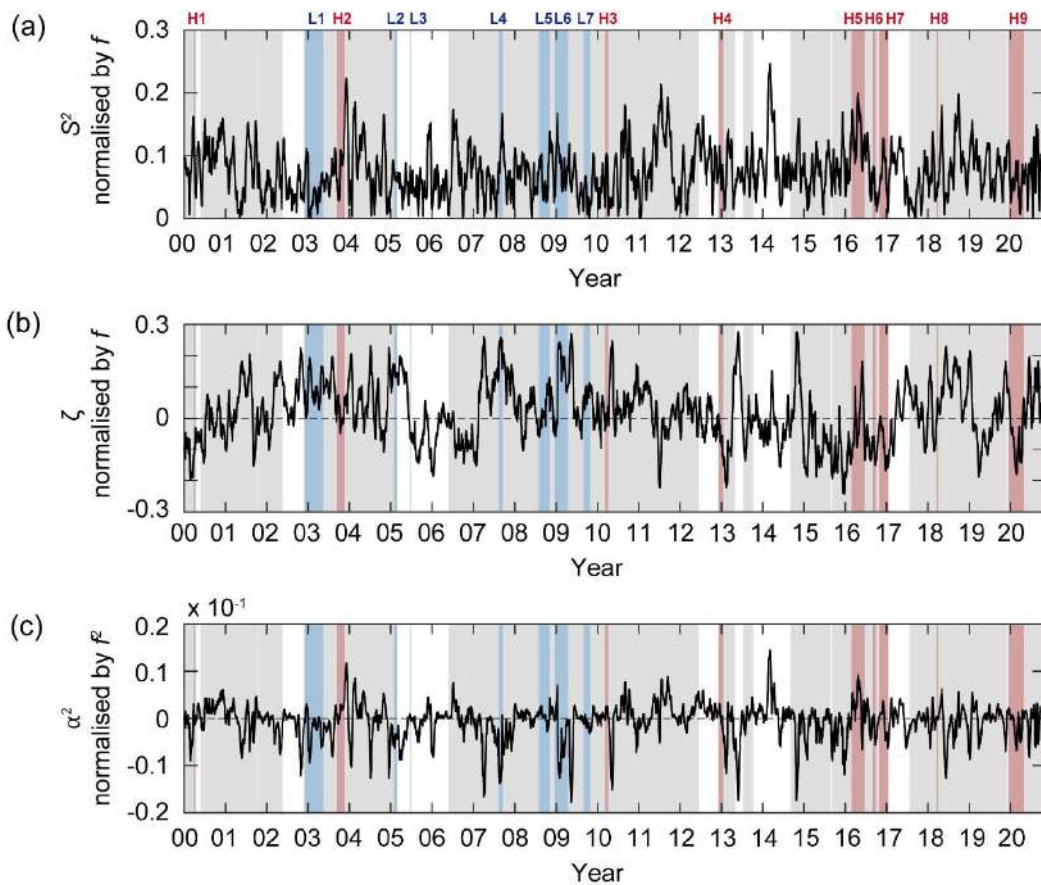 H1 L1 H2 L2 L3 L4 L5 L6 L7 H3 H4 H5 H6 H7 H8 H9
(a)
S²
normalised by f
0.3
0.2
0.1
0
00 01 02 03 04 05 06 07 08 09 10 11 12 13 14 15 16 17 18 19 20
Year
(b)
ζ
normalised by f
0.3
0
-0.3
00 01 02 03 04 05 06 07 08 09 10 11 12 13 14 15 16 17 18 19 20
Year
(c)
x 10⁻¹
α²
normalised by f²
0.2
0.1
0
-0.1
-0.2
00 01 02 03 04 05 06 07 08 09 10 11 12 13 14 15 16 17 18 19 20
Year